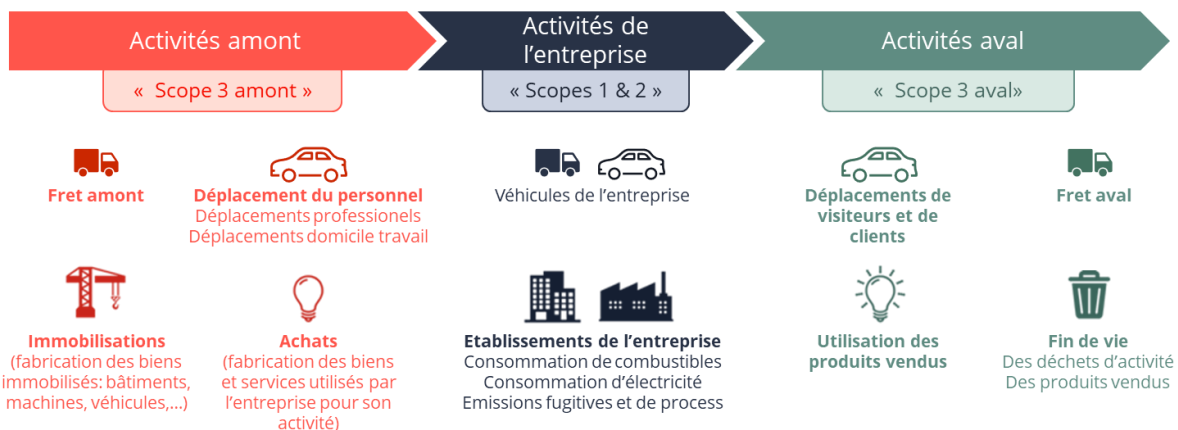 Activités amont
Activités de
l'entreprise
Activités aval
« Scope 3 amont »
« Scopes 1 & 2 »
« Scope 3 aval»
Fret amont
Déplacement du personnel
Déplacements professionels
Déplacements domicile travail
Véhicules de l'entreprise
Déplacements de
visiteurs et de
clients
Fret aval
Immobilisations
(fabrication des biens
immobilisés: bâtiments,
machines, véhicules,...)
Achats
(fabrication des biens
et services utilisés par
l'entreprise pour son
activité)
Etablissements de l'entreprise
Consommation de combustibles
Consommation d'électricité
Emissions fugitives et de process
Utilisation des
produits vendus
Fin de vie
Des déchets d'activité
Des produits vendus